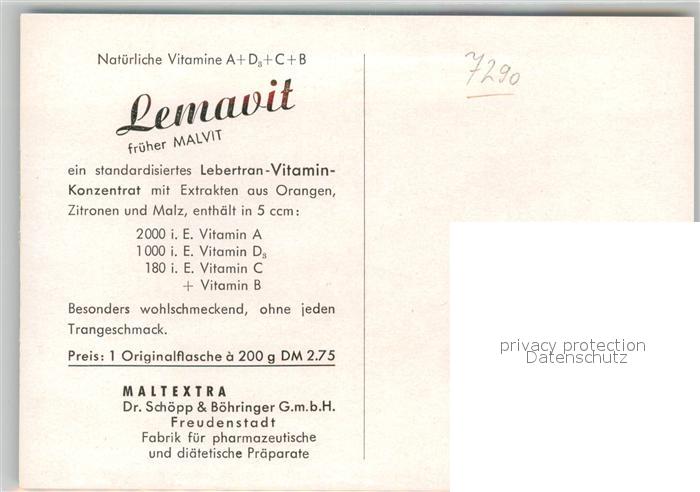 Natürliche Vitamine A+D₃+C+B
Lemavit
früher MALVIT
ein standardisiertes Lebertran-Vitamin-
Konzentrat mit Extrakten aus Orangen,
Zitronen und Malz, enthält in 5 ccm:
2000 i. E. Vitamin A
1000 i. E. Vitamin D₃
180 i. E. Vitamin C
+ Vitamin B
Besonders wohlschmeckend, ohne jeden
Trangeschmack.
Preis: 1 Originalflasche à 200 g DM 2.75
MALTEXTRA
Dr. Schöpp & Böhringer G.m.b.H.
Freudenstadt
Fabrik für pharmazeutische
und diätetische Präparate
7290
privacy protection
Datenschutz